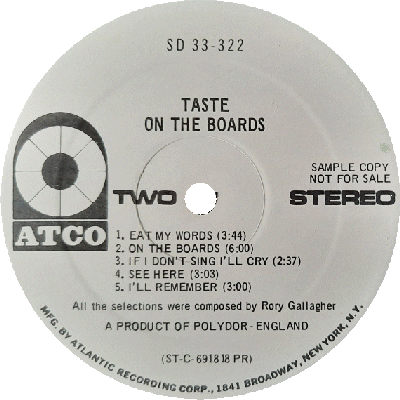 SD 33-322
TASTE
ON THE BOARDS
SAMPLE COPY
NOT FOR SALE
TWO
STEREO
ATCO
1. EAT MY WORDS (3:44)
2. ON THE BOARDS (6:00)
3. IF I DON'T SING I'LL CRY (2:37)
4. SEE HERE (3:03)
5. I'LL REMEMBER (3:00)
All the selections were composed by Rory Gallagher
A PRODUCT OF POLYDOR - ENGLAND
(ST-C-691818 PR)
MFG. BY ATLANTIC RECORDING CORP., 1841 BROADWAY, NEW YORK, N.Y.